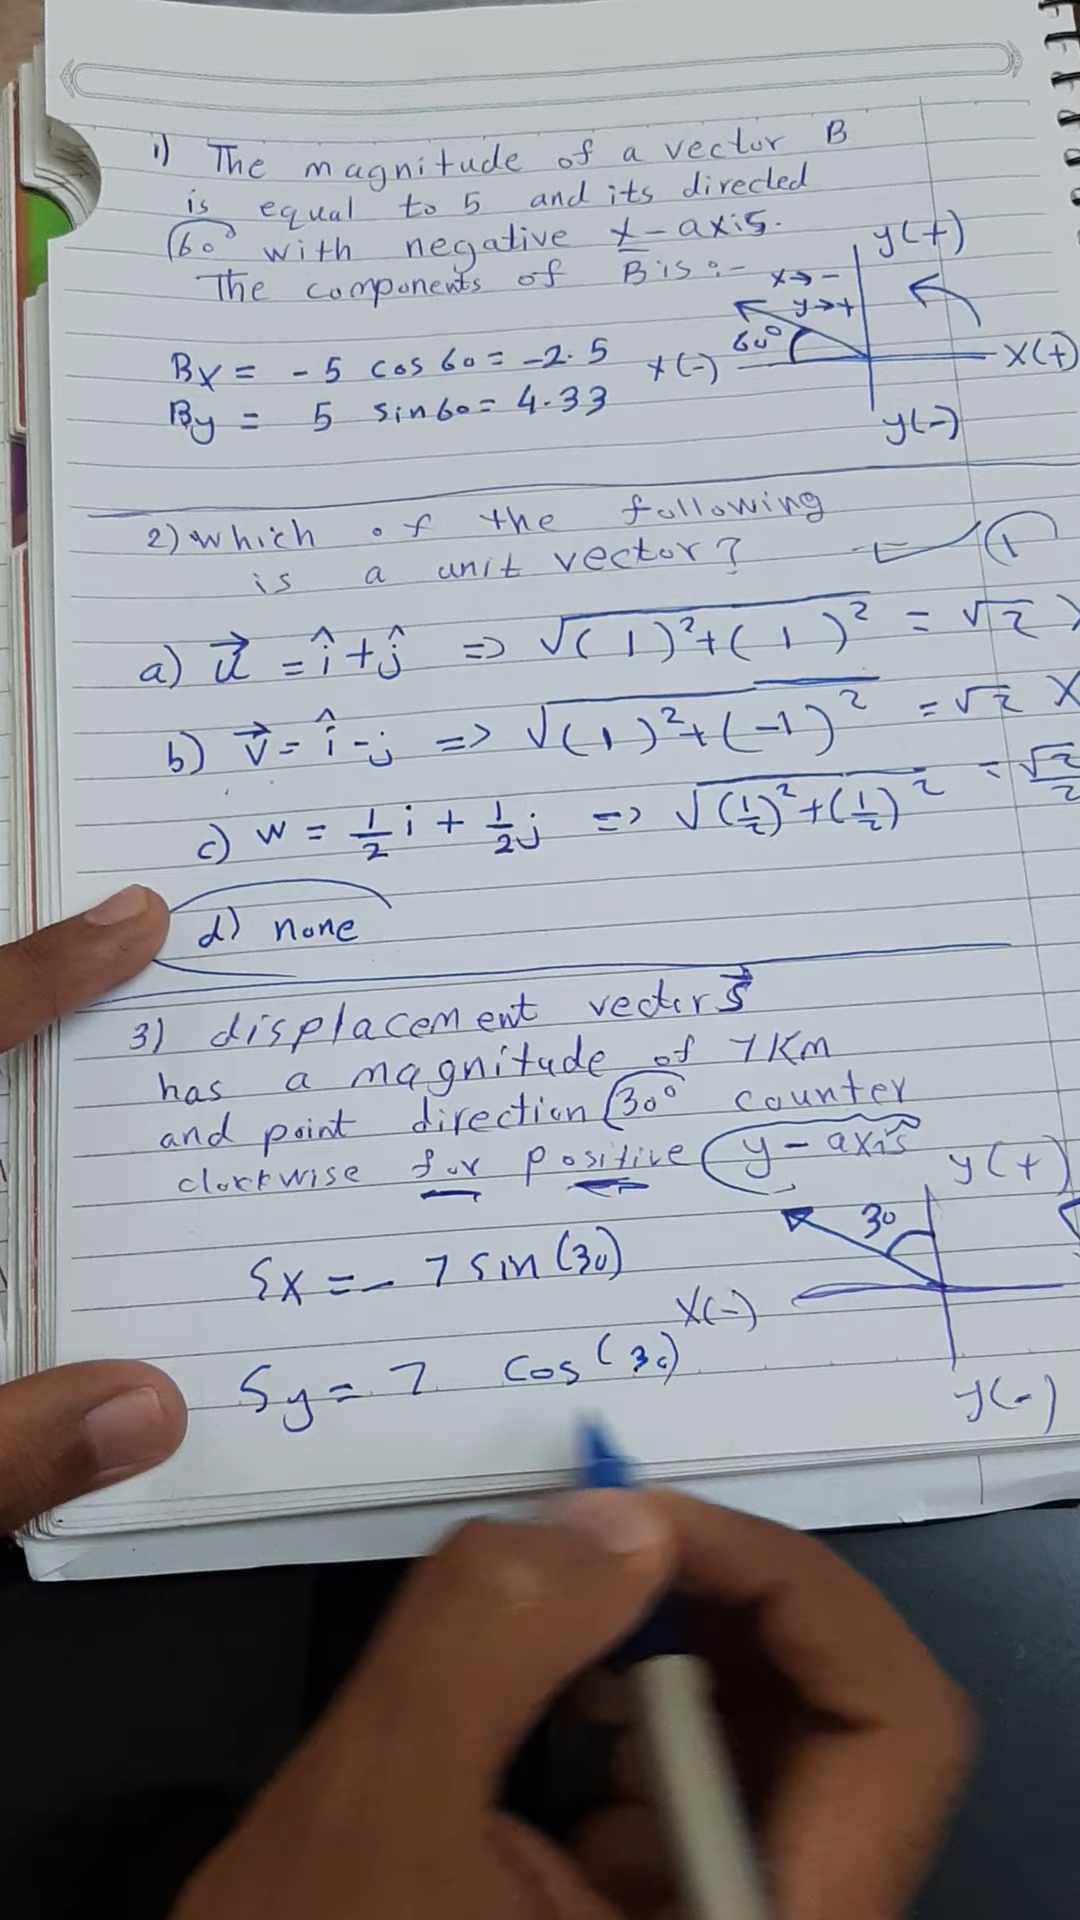 1) The magnitude of a vector B
is equal to 5 and its directed
60° with negative x-axis.
The components of B is:-
x→-
y→+
y(+)
60°
x(-)
x(+)
y(-)
Bx = - 5 cos 60 = -2.5
By = 5 sin 60 = 4.33
2) which of the following
is a unit vector?
1
a) u⃗ = î + ĵ => √(1)²+(1)² = √2 X
b) v⃗ = î - j => √(1)²+(-1)² = √2 X
c) w = 1/2 i + 1/2 j => √(1/2)²+(1/2)² = √2/2
d) none
3) displacement vector S⃗
has a magnitude of 7 Km
and point direction 30° counter
clockwise for positive y-axis
y(+)
30
Sx = - 7 sin (30)
x(-)
Sy = 7 cos (30)
y(-)